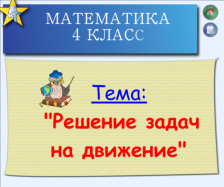 МАТЕМАТИКА
4 КЛАСС
Тема:
"Решение задач
на движение"